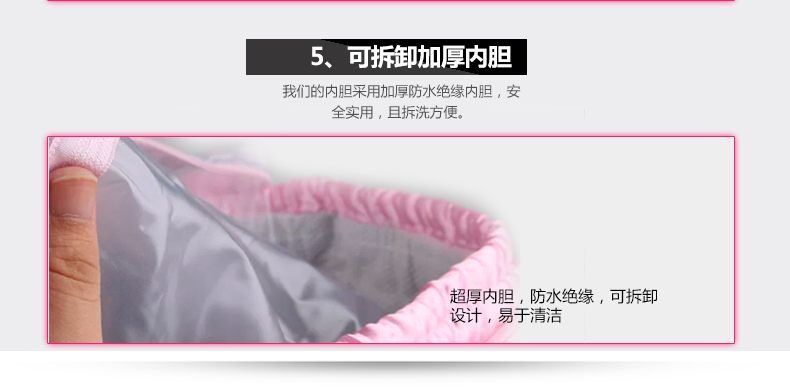 5、可拆卸加厚内胆
我们的内胆采用加厚防水绝缘内胆，安
全实用，且拆洗方便。
超厚内胆，防水绝缘，可拆卸
设计，易于清洁